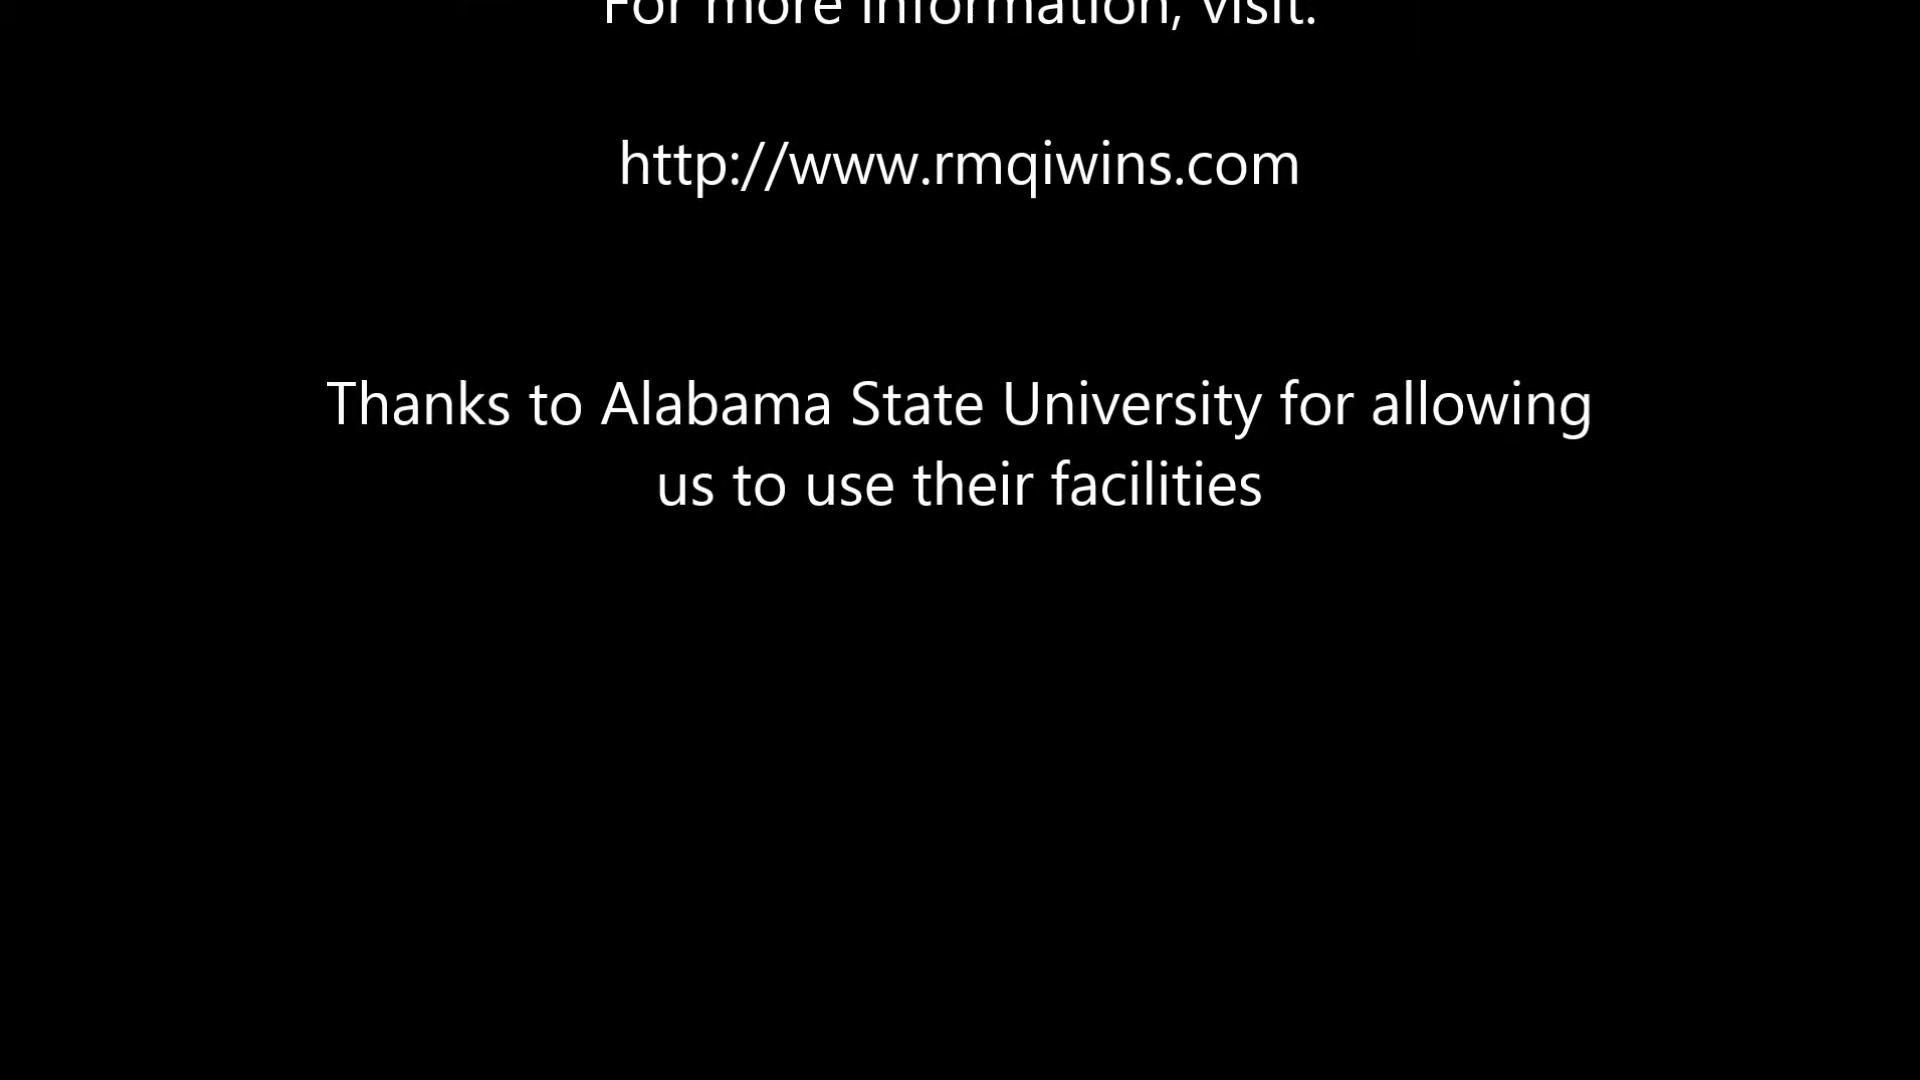 For more information, visit:
http://www.rmqiwins.com
Thanks to Alabama State University for allowing
us to use their facilities